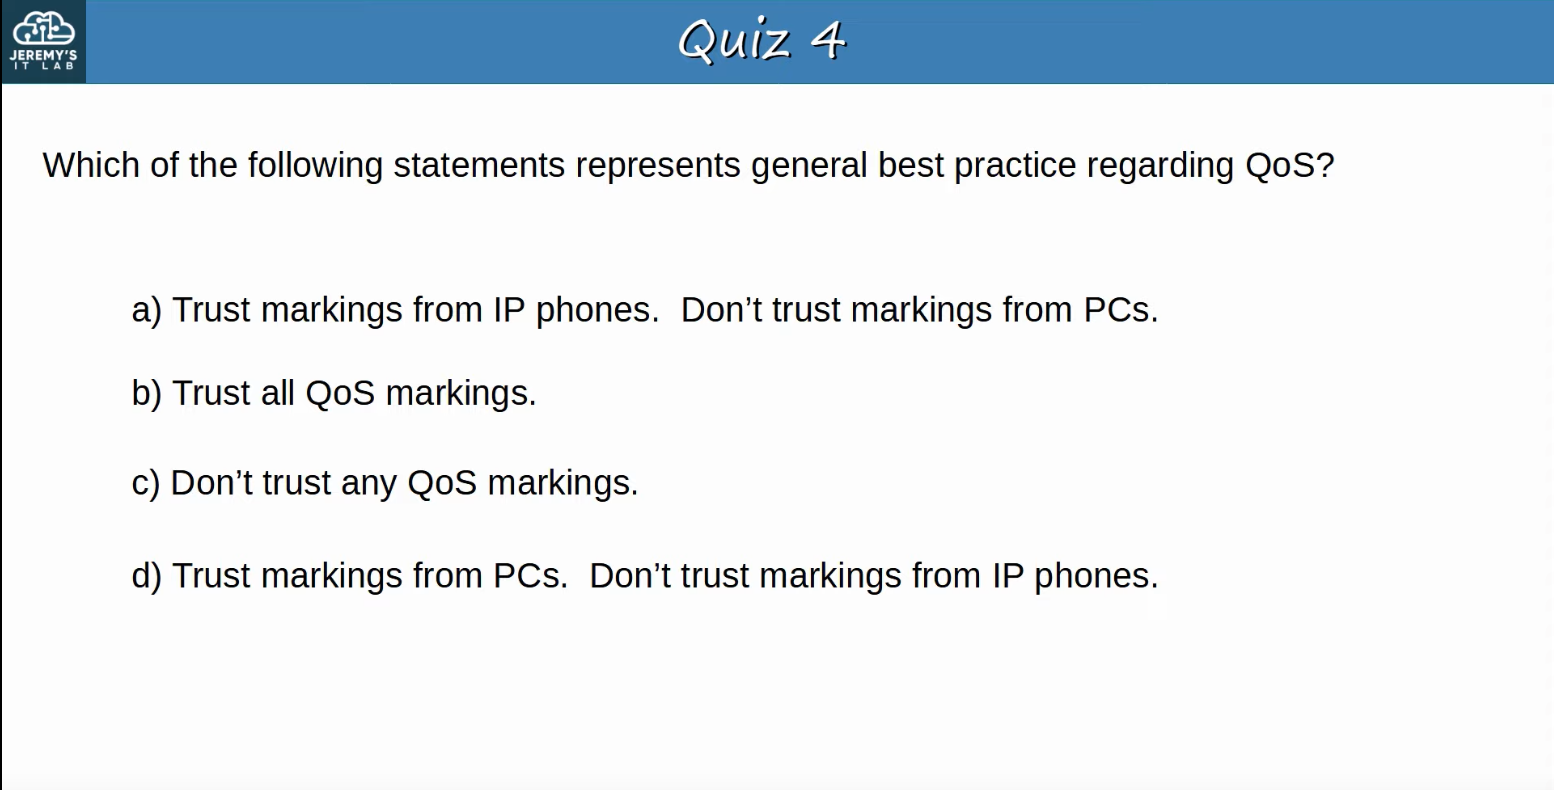 JEREMY'S
IT LAB
Quiz 4
Which of the following statements represents general best practice regarding QoS?
a) Trust markings from IP phones.  Don’t trust markings from PCs.
b) Trust all QoS markings.
c) Don’t trust any QoS markings.
d) Trust markings from PCs.  Don’t trust markings from IP phones.